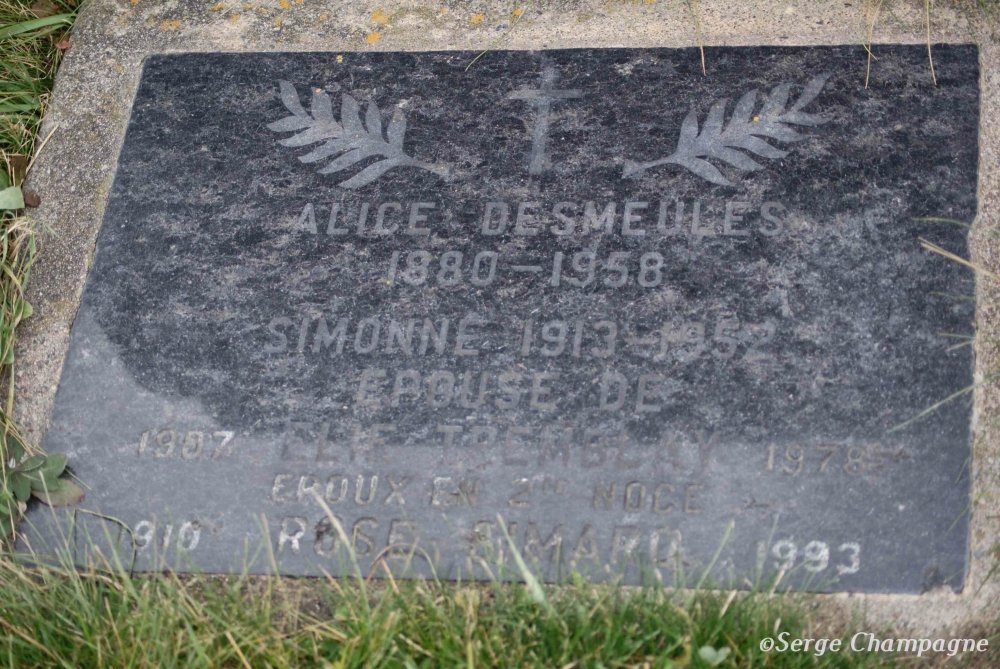 ALICE DESMEULES
1880-1958
SIMONNE 1913-1952
EPOUSE DE
1907 ELIE TREMBLAY 1978
EPOUX EN 2ME NOCE
1910 ROSE SIMARD 1993
©Serge Champagne